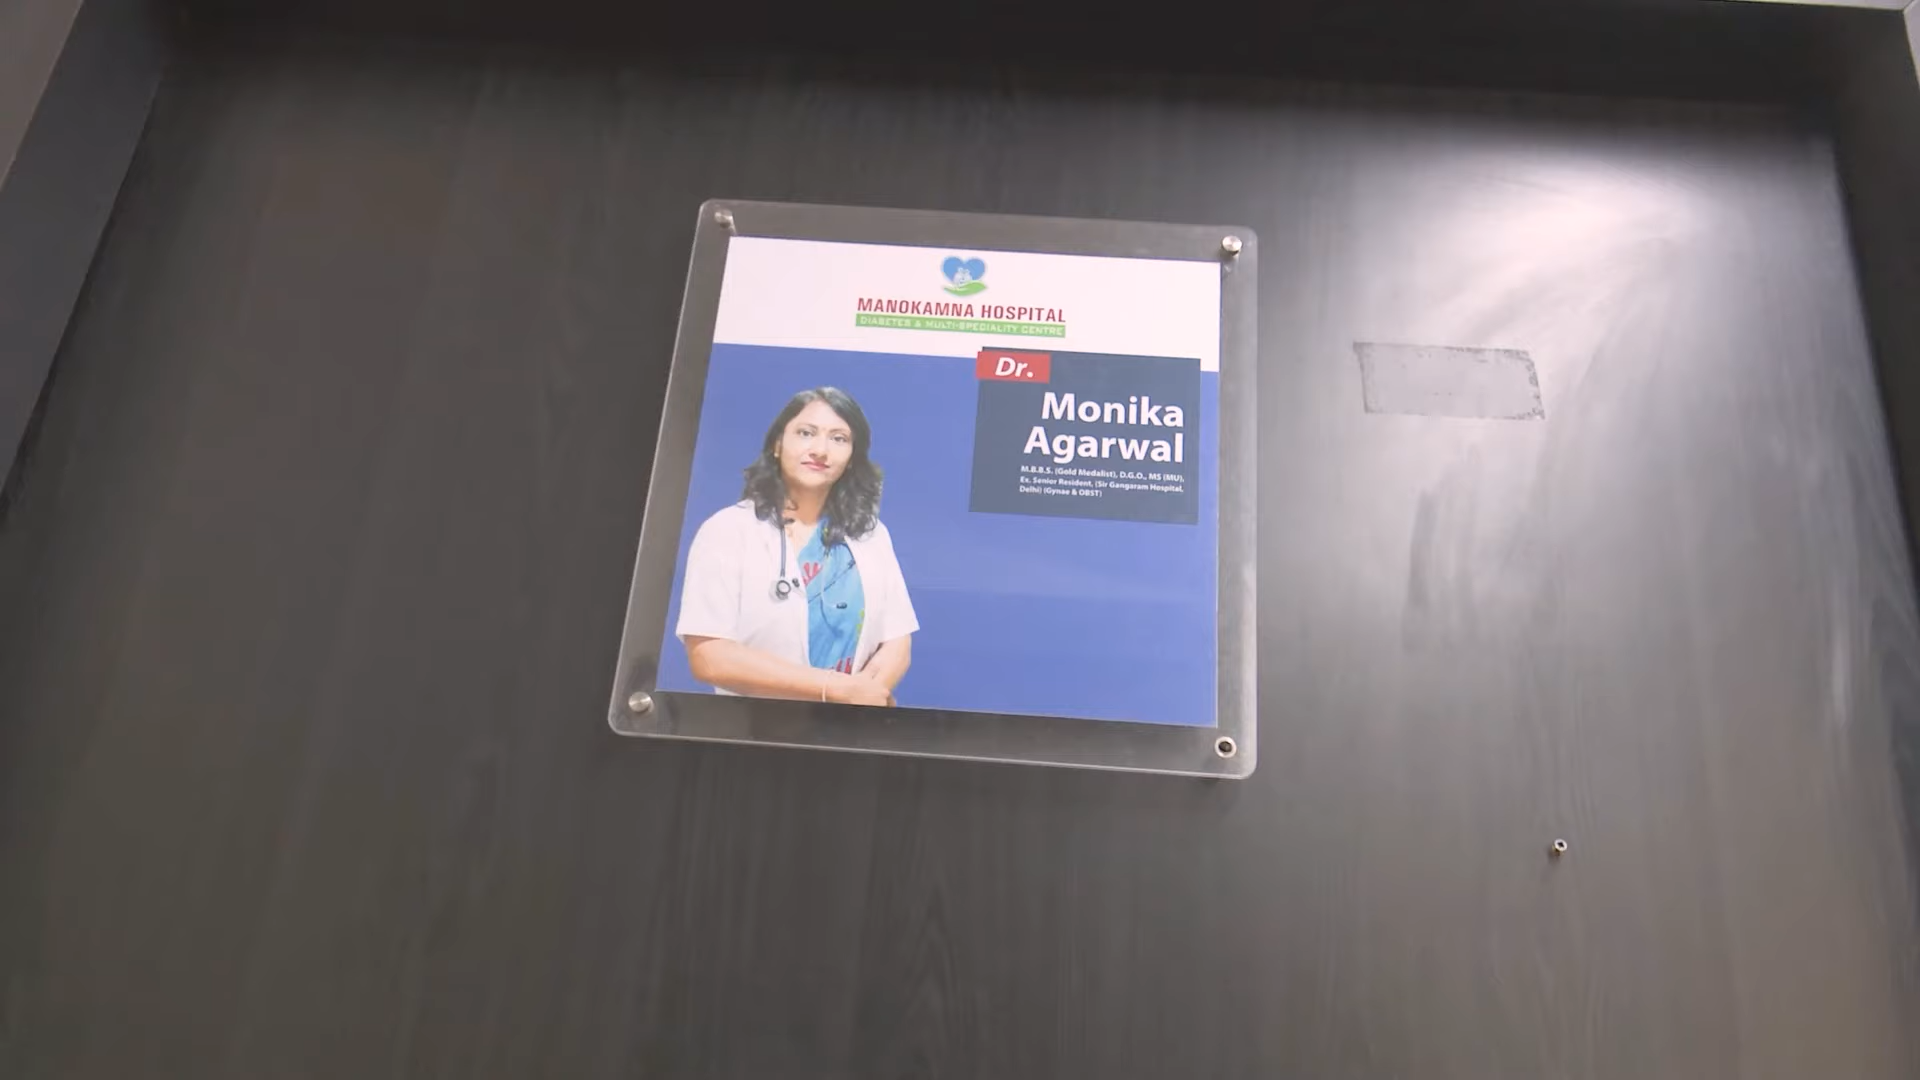 MANOKAMNA HOSPITAL
DIABETES & MULTI-SPECIALITY CENTRE
Dr.
Monika
Agarwal
M.B.B.S. (Gold Medalist), D.G.O., MS (MU),
Ex. Senior Resident, (Sir Gangaram Hospital,
Delhi) (Gynae & OBST)